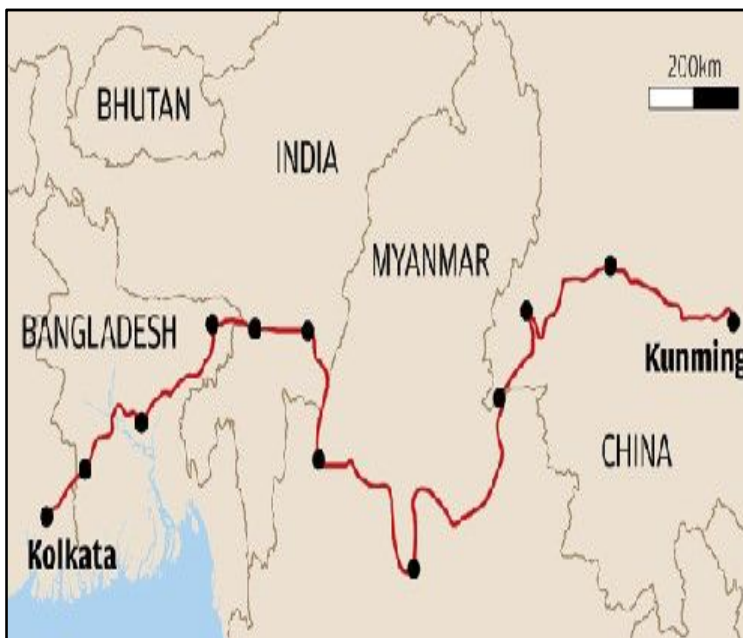 200km
BHUTAN
INDIA
MYANMAR
BANGLADESH
Kunming
CHINA
Kolkata